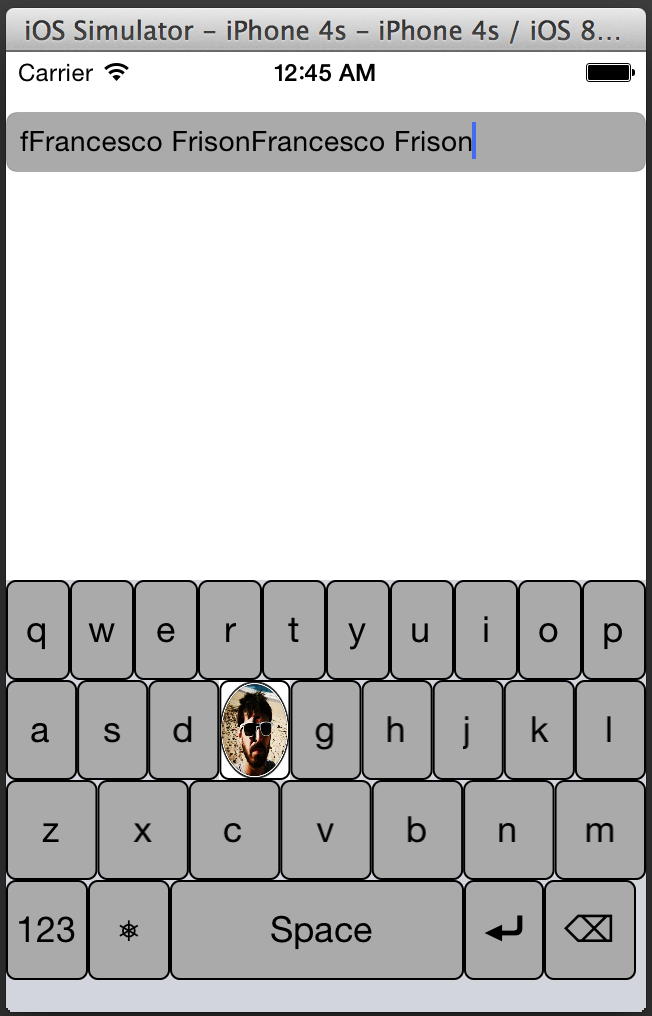 iOS Simulator – iPhone 4s – iPhone 4s / iOS 8...
Carrier 12:45 AM
fFrancesco FrisonFrancesco Frison
q w e r t y u i o p
a s d g h j k l
z x c v b n m
123 Space